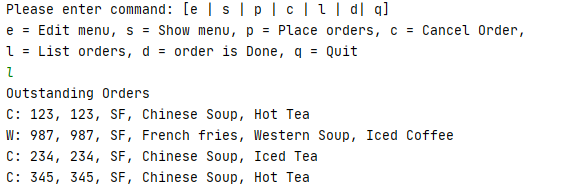 Please enter command: [e | s | p | c | l | d| q]
e = Edit menu, s = Show menu, p = Place orders, c = Cancel Order,
l = List orders, d = order is Done, q = Quit
l
Outstanding Orders
C: 123, 123, SF, Chinese Soup, Hot Tea
W: 987, 987, SF, French fries, Western Soup, Iced Coffee
C: 234, 234, SF, Chinese Soup, Iced Tea
C: 345, 345, SF, Chinese Soup, Hot Tea